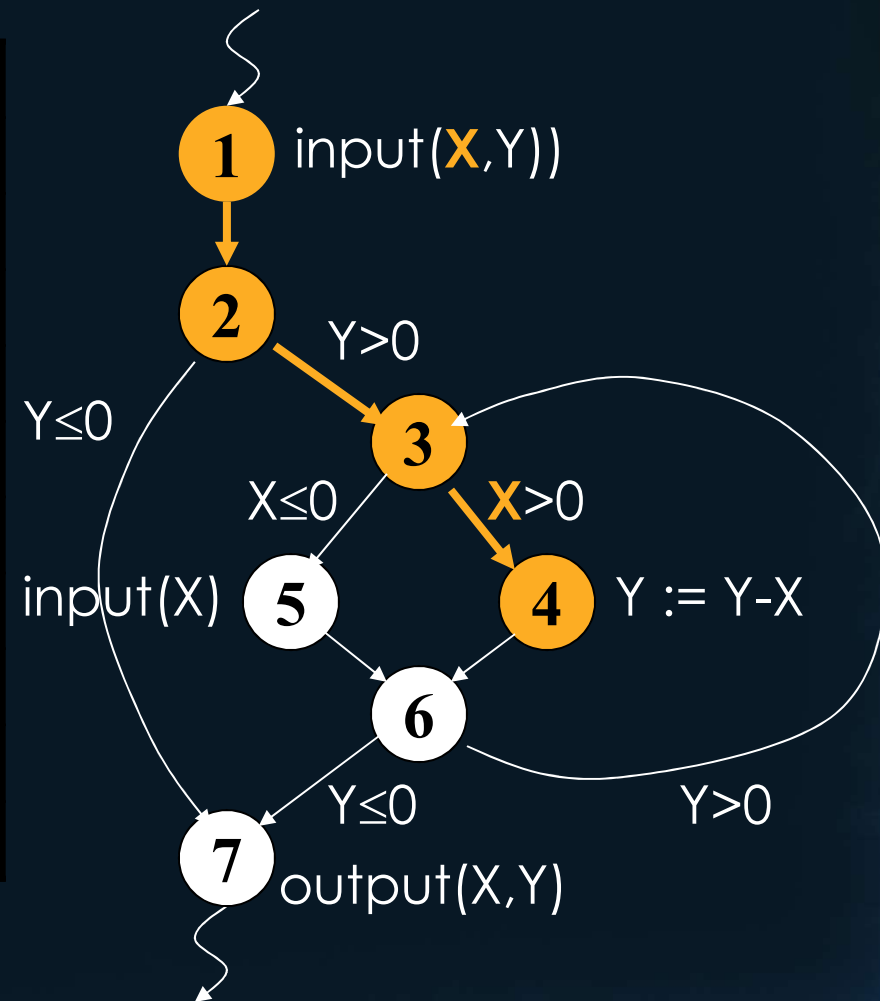 1 input(X,Y))
2
Y>0
Y≤0
3
X≤0 X>0
input(X) 5 4 Y := Y-X
6
Y≤0 Y>0
7
output(X,Y)